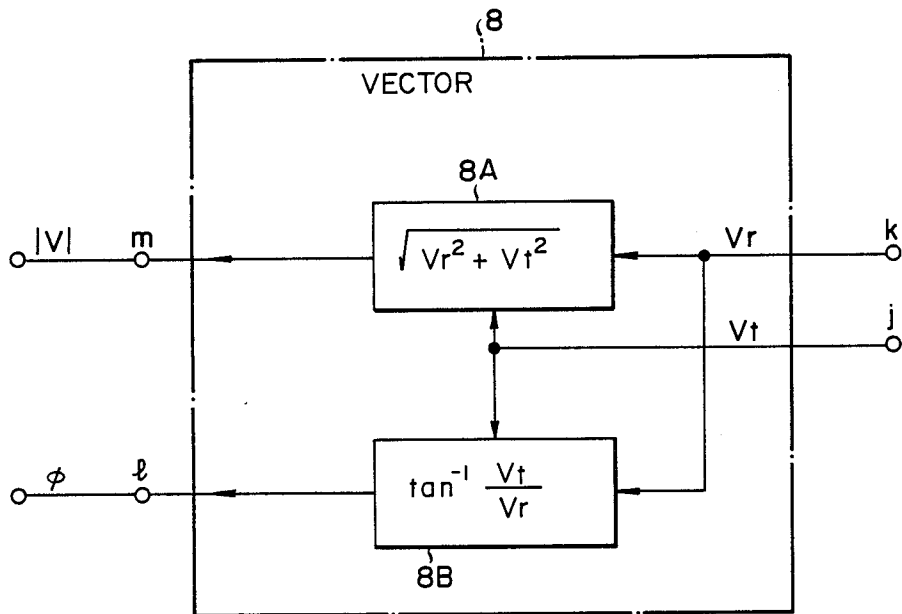 8
VECTOR
8A
|V| m √Vr² + Vt² Vr k
Vt j
ϕ ℓ tan⁻¹ Vt/Vr
8B